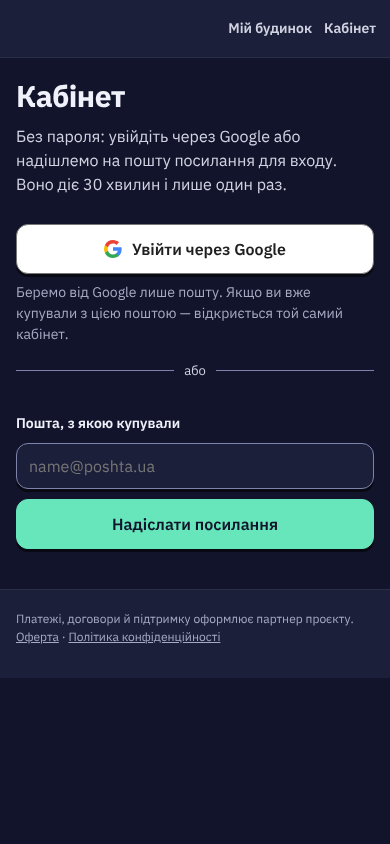 Мій будинок Кабінет
Кабінет
Без пароля: увійдіть через Google або
надішлемо на пошту посилання для входу.
Воно діє 30 хвилин і лише один раз.
Увійти через Google
Беремо від Google лише пошту. Якщо ви вже
купували з цією поштою — відкриється той самий
кабінет.
або
Пошта, з якою купували
name@poshta.ua
Надіслати посилання
Платежі, договори й підтримку оформлює партнер проєкту.
Оферта · Політика конфіденційності